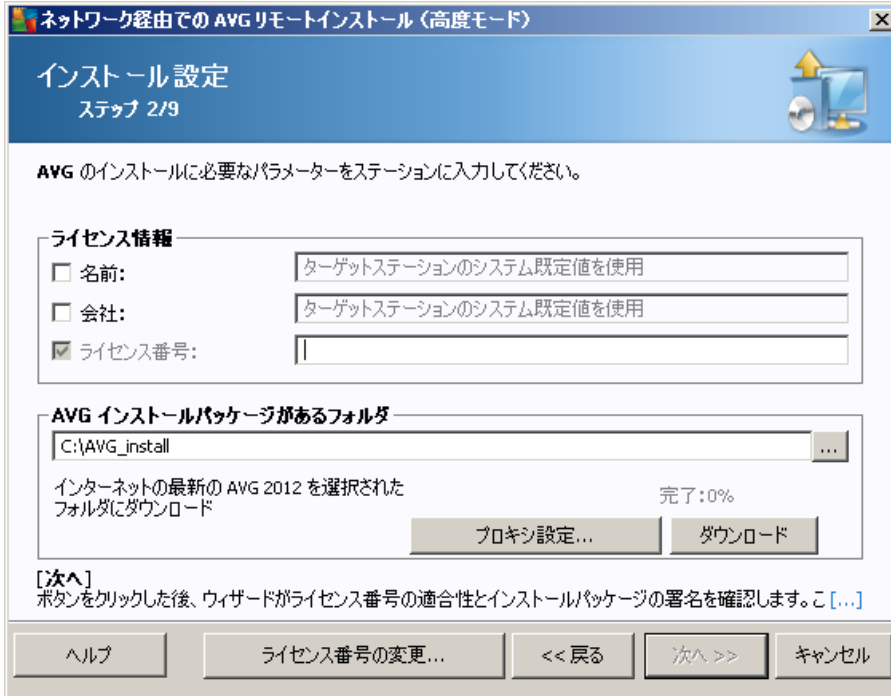 ネットワーク経由での AVG リモートインストール（高度モード）
インストール設定
ステップ 2/9
AVG のインストールに必要なパラメーターをステーションに入力してください。
ライセンス情報
名前:
ターゲットステーションのシステム既定値を使用
会社:
ターゲットステーションのシステム既定値を使用
ライセンス番号:
AVG インストールパッケージがあるフォルダ
C:\AVG_install
...
インターネットの最新の AVG 2012 を選択された
フォルダにダウンロード
完了:0%
プロキシ設定...
ダウンロード
[次へ]
ボタンをクリックした後、ウィザードがライセンス番号の適合性とインストールパッケージの署名を確認します。こ [...]
ヘルプ
ライセンス番号の変更...
<< 戻る
次へ >>
キャンセル